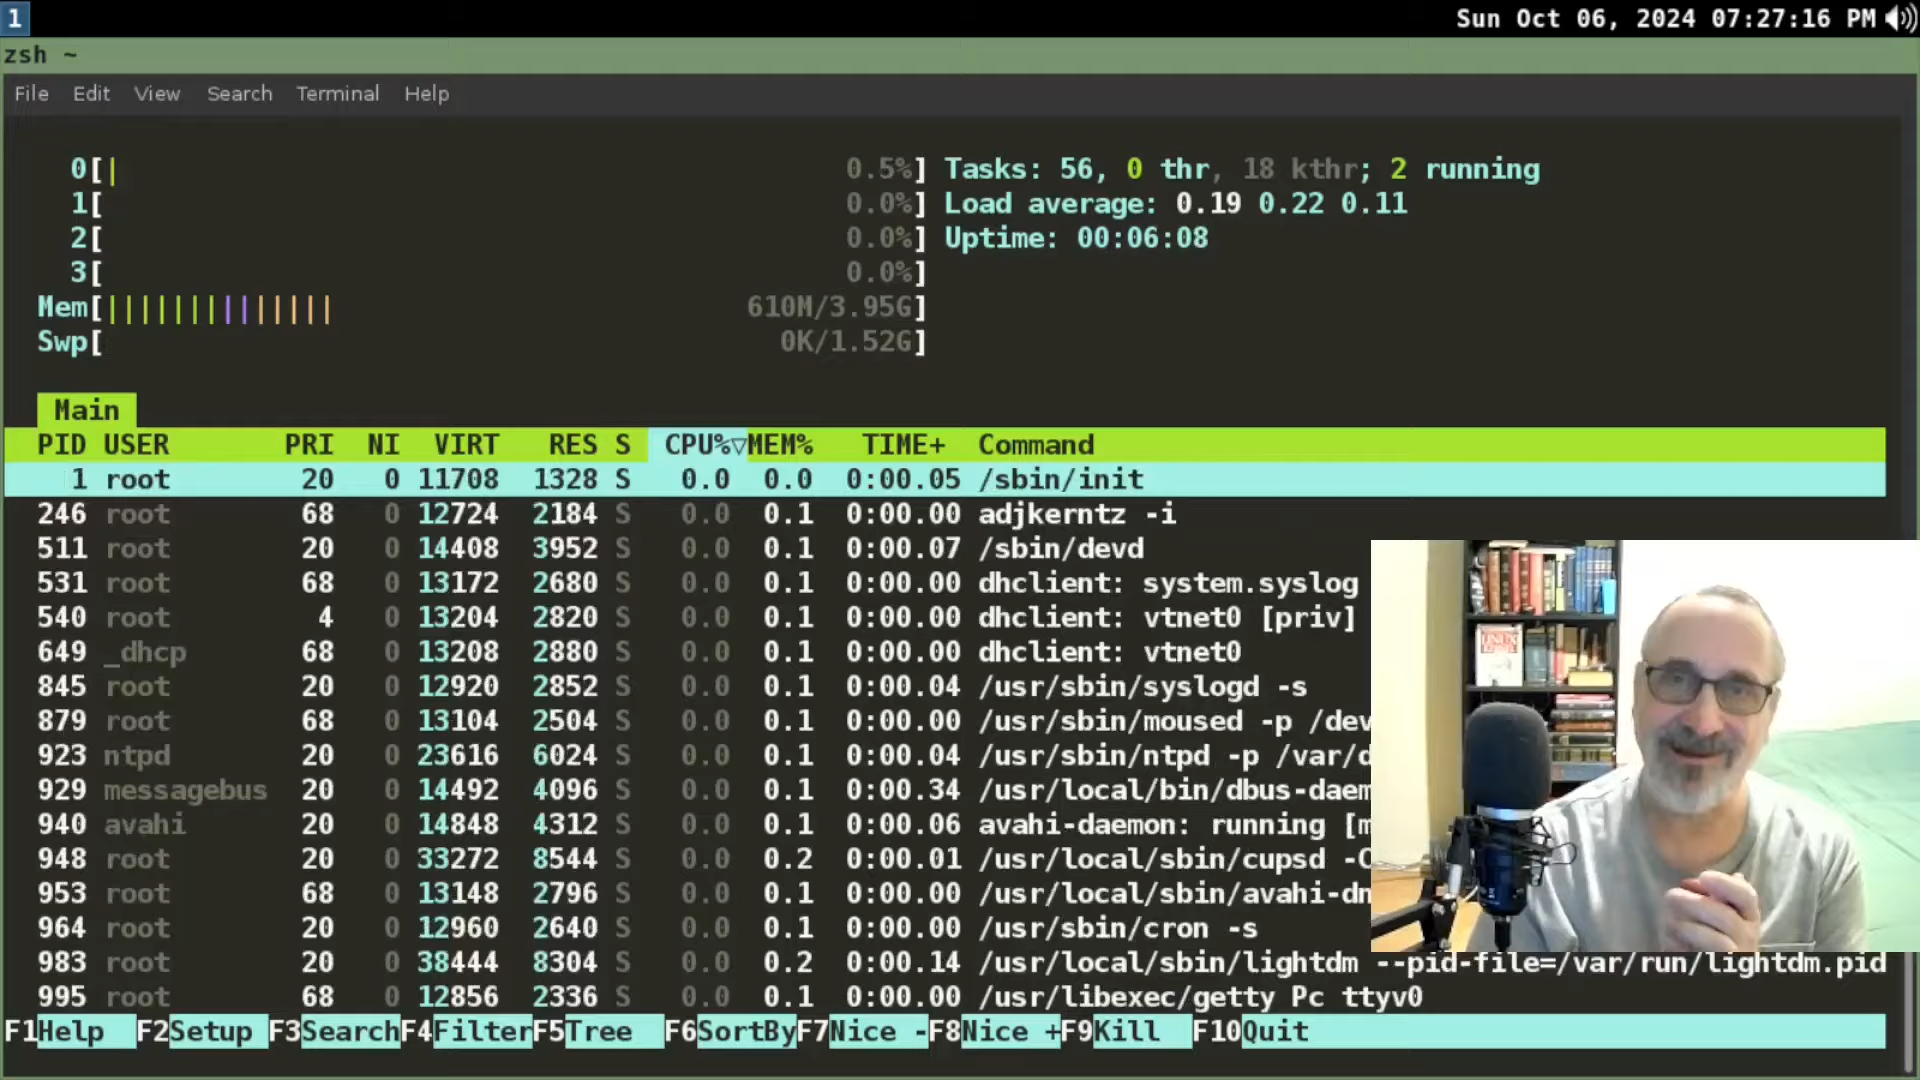 1 Sun Oct 06, 2024 07:27:16 PM
zsh ~
File Edit View Search Terminal Help
0[| 0.5%] Tasks: 56, 0 thr, 18 kthr; 2 running
1[ 0.0%] Load average: 0.19 0.22 0.11
2[ 0.0%] Uptime: 00:06:08
3[ 0.0%]
Mem[|||||||||||||| 610M/3.95G]
Swp[ 0K/1.52G]
Main
PID USER PRI NI VIRT RES S CPU%▽MEM% TIME+ Command
1 root 20 0 11708 1328 S 0.0 0.0 0:00.05 /sbin/init
246 root 68 0 12724 2184 S 0.0 0.1 0:00.00 adjkerntz -i
511 root 20 0 14408 3952 S 0.0 0.1 0:00.07 /sbin/devd
531 root 68 0 13172 2680 S 0.0 0.1 0:00.00 dhclient: system.syslog
540 root 4 0 13204 2820 S 0.0 0.1 0:00.00 dhclient: vtnet0 [priv]
649 _dhcp 68 0 13208 2880 S 0.0 0.1 0:00.00 dhclient: vtnet0
845 root 20 0 12920 2852 S 0.0 0.1 0:00.04 /usr/sbin/syslogd -s
879 root 68 0 13104 2504 S 0.0 0.1 0:00.00 /usr/sbin/moused -p /dev
923 ntpd 20 0 23616 6024 S 0.0 0.1 0:00.04 /usr/sbin/ntpd -p /var/d
929 messagebus 20 0 14492 4096 S 0.0 0.1 0:00.34 /usr/local/bin/dbus-daem
940 avahi 20 0 14848 4312 S 0.0 0.1 0:00.06 avahi-daemon: running [m
948 root 20 0 33272 8544 S 0.0 0.2 0:00.01 /usr/local/sbin/cupsd -C
953 root 68 0 13148 2796 S 0.0 0.1 0:00.00 /usr/local/sbin/avahi-dn
964 root 20 0 12960 2640 S 0.0 0.1 0:00.00 /usr/sbin/cron -s
983 root 20 0 38444 8304 S 0.0 0.2 0:00.14 /usr/local/sbin/lightdm --pid-file=/var/run/lightdm.pid
995 root 68 0 12856 2336 S 0.0 0.1 0:00.00 /usr/libexec/getty Pc ttyv0
F1Help F2Setup F3SearchF4FilterF5Tree F6SortByF7Nice -F8Nice +F9Kill F10Quit
LINUX